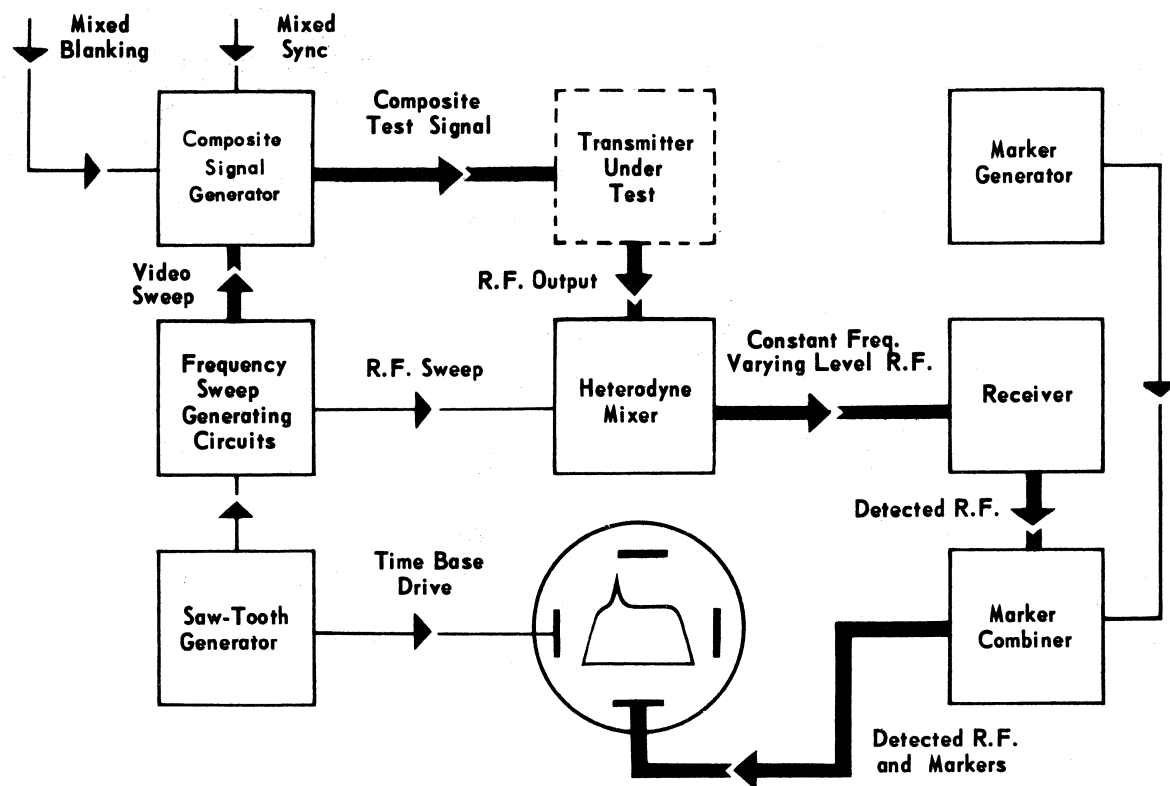 Mixed
Blanking
Mixed
Sync
Composite
Signal
Generator
Composite
Test Signal
Transmitter
Under
Test
Marker
Generator
Video
Sweep
R.F. Output
Frequency
Sweep
Generating
Circuits
R.F. Sweep
Heterodyne
Mixer
Constant Freq.
Varying Level R.F.
Receiver
Detected R.F.
Saw-Tooth
Generator
Time Base
Drive
Marker
Combiner
Detected R.F.
and Markers